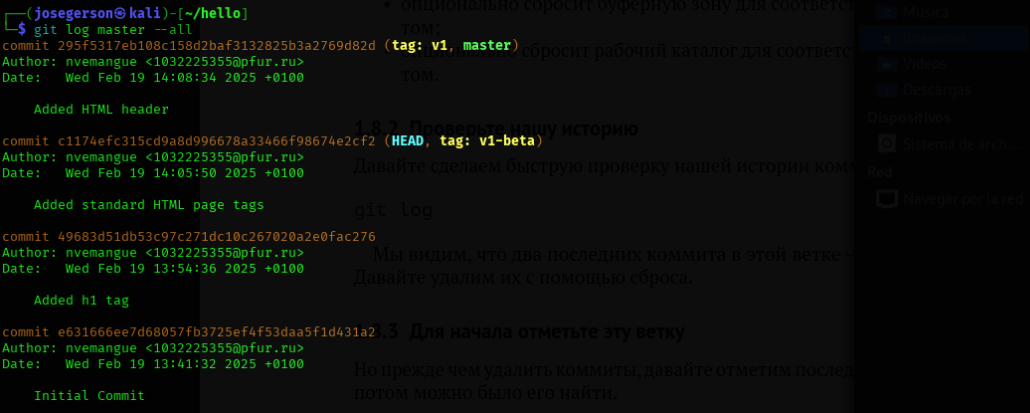 ┌──(josegerson㉿kali)-[~/hello]
└─$ git log master --all
commit 295f5317eb108c158d2baf3132825b3a2769d82d (tag: v1, master)
Author: nvemangue <1032225355@pfur.ru>
Date:   Wed Feb 19 14:08:34 2025 +0100
    Added HTML header
commit c1174efc315cd9a8d996678a33466f98674e2cf2 (HEAD, tag: v1-beta)
Author: nvemangue <1032225355@pfur.ru>
Date:   Wed Feb 19 14:05:50 2025 +0100
    Added standard HTML page tags
commit 49683d51db53c97c271dc10c267020a2e0fac276
Author: nvemangue <1032225355@pfur.ru>
Date:   Wed Feb 19 13:54:36 2025 +0100
    Added h1 tag
commit e631666ee7d68057fb3725ef4f53daa5f1d431a2
Author: nvemangue <1032225355@pfur.ru>
Date:   Wed Feb 19 13:41:32 2025 +0100
    Initial Commit
• опционально сбросит буферную зону для соответст
том;
сбросит рабочий каталог для соответст
том.
1.8.2 Проверьте нашу историю
Давайте сделаем быструю проверку нашей истории комм
git log
Мы видим, что два последних коммита в этой ветке -
Давайте удалим их с помощью сброса.
Для начала отметьте эту ветку
Но прежде чем удалить коммиты, давайте отметим послед
потом можно было его найти.
Música
Vídeos
Descargas
Dispositivos
Sistema de arch...
Red
Navegar por la red